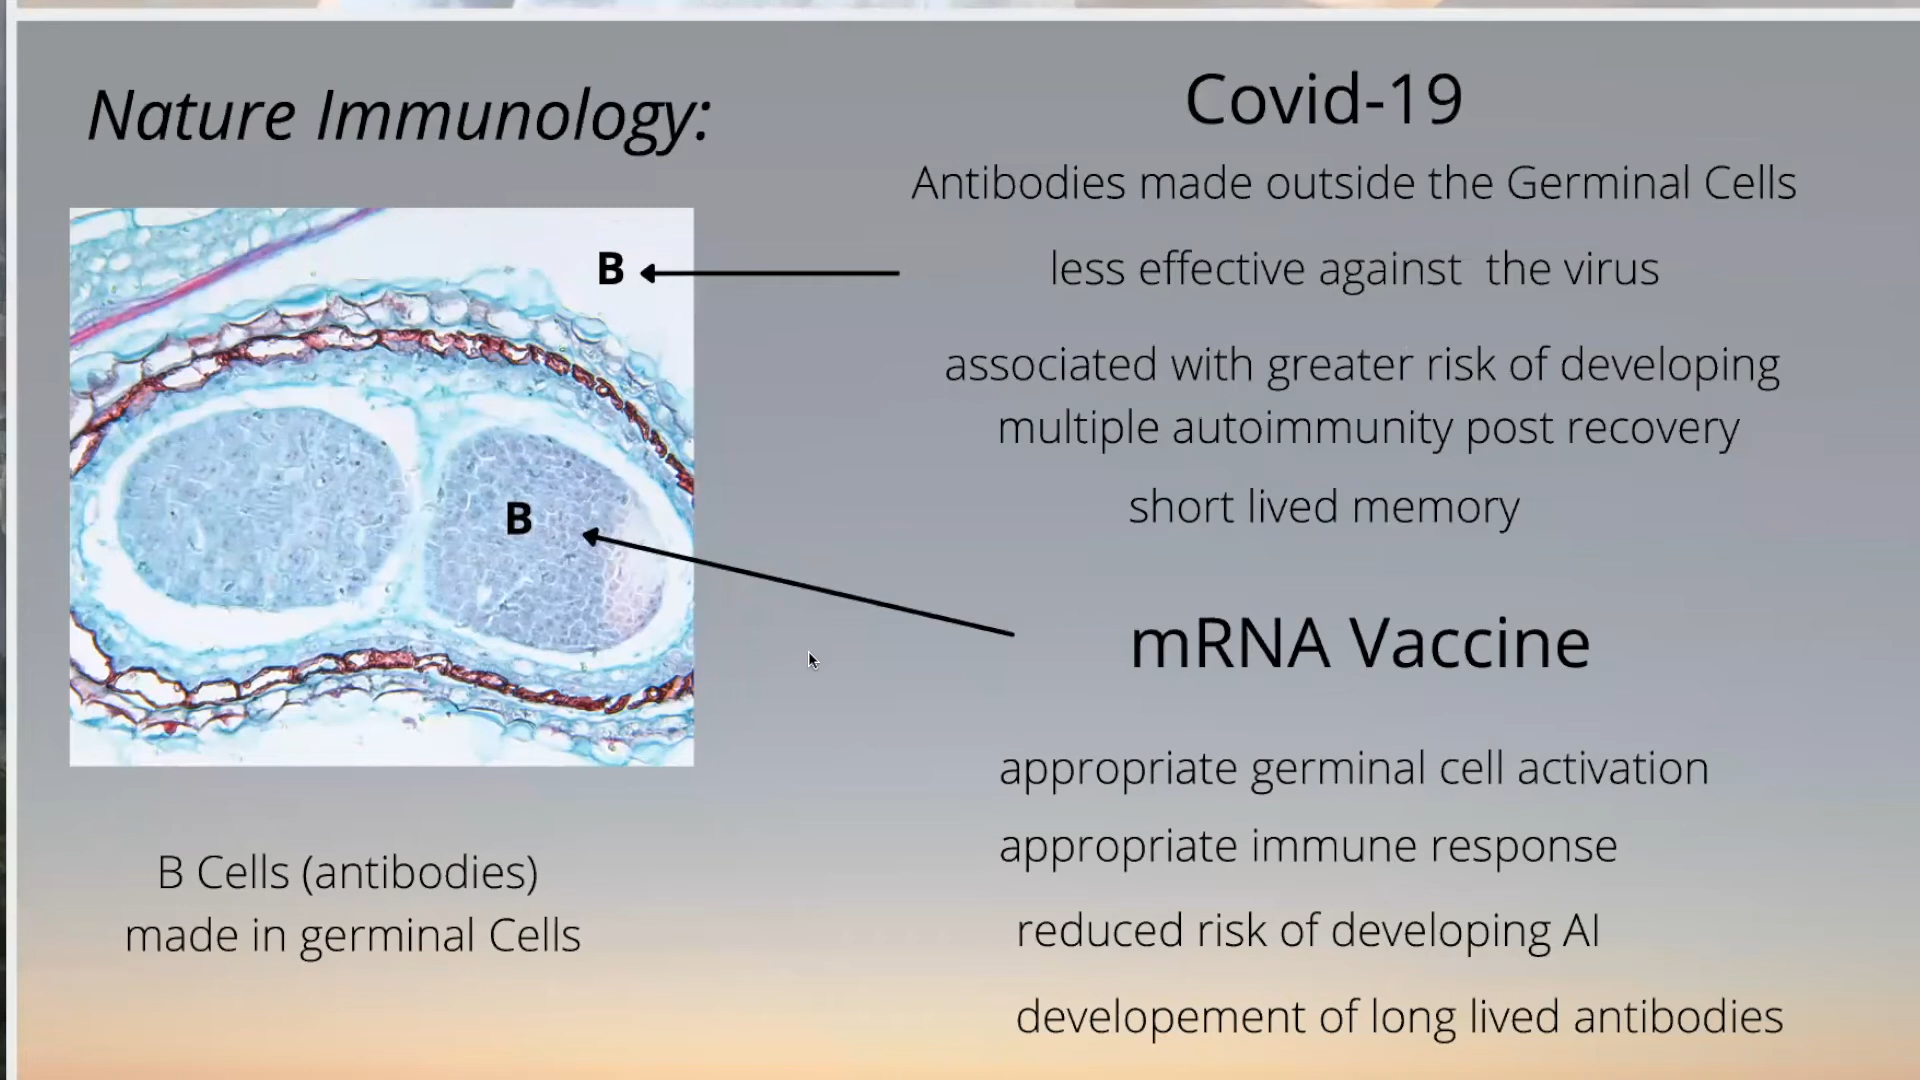 Nature Immunology:
B
B
B Cells (antibodies)
made in germinal Cells
Covid-19
Antibodies made outside the Germinal Cells
less effective against the virus
associated with greater risk of developing
multiple autoimmunity post recovery
short lived memory
mRNA Vaccine
appropriate germinal cell activation
appropriate immune response
reduced risk of developing AI
developement of long lived antibodies